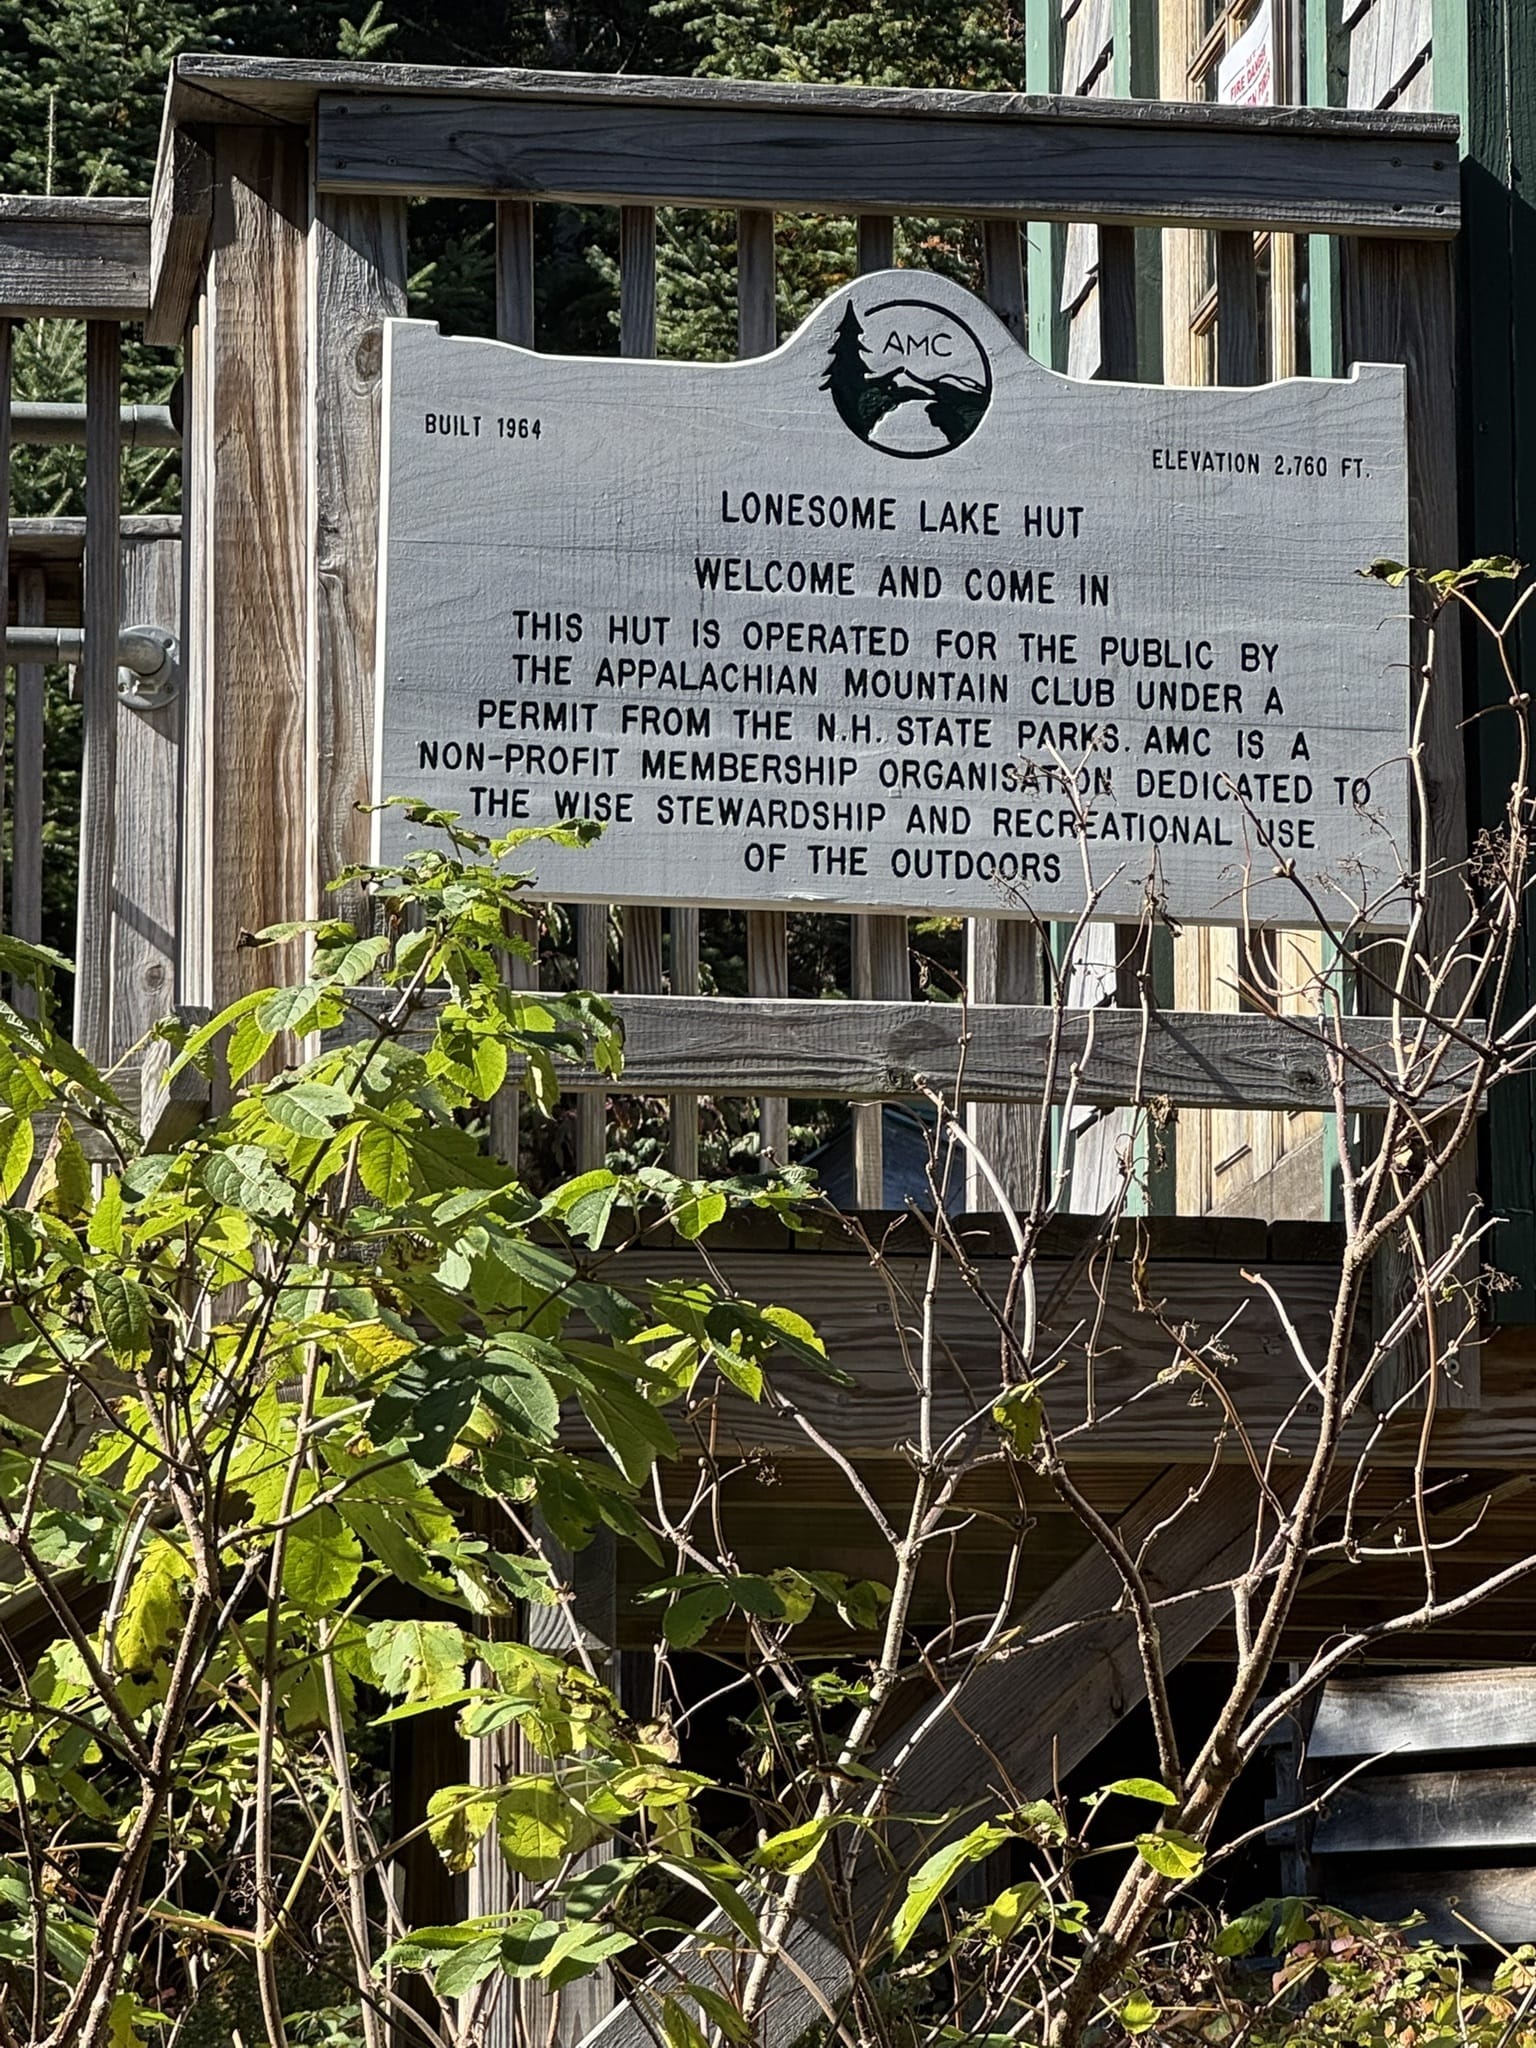 FIRE DANGER
AMC
BUILT 1964
ELEVATION 2,760 FT.
LONESOME LAKE HUT
WELCOME AND COME IN
THIS HUT IS OPERATED FOR THE PUBLIC BY
THE APPALACHIAN MOUNTAIN CLUB UNDER A
PERMIT FROM THE N.H. STATE PARKS. AMC IS A
NON-PROFIT MEMBERSHIP ORGANISATION DEDICATED TO
THE WISE STEWARDSHIP AND RECREATIONAL USE
OF THE OUTDOORS